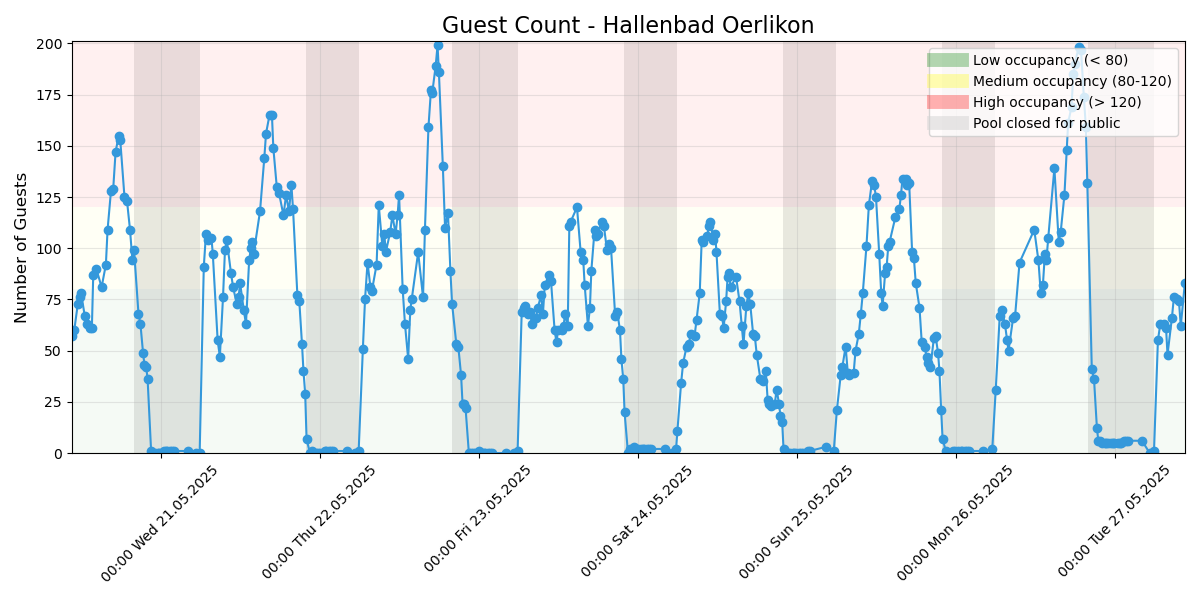 Guest Count - Hallenbad Oerlikon
Number of Guests
200
175
150
125
100
75
50
25
0
Low occupancy (< 80)
Medium occupancy (80-120)
High occupancy (> 120)
Pool closed for public
00:00 Wed 21.05.2025
00:00 Thu 22.05.2025
00:00 Fri 23.05.2025
00:00 Sat 24.05.2025
00:00 Sun 25.05.2025
00:00 Mon 26.05.2025
00:00 Tue 27.05.2025